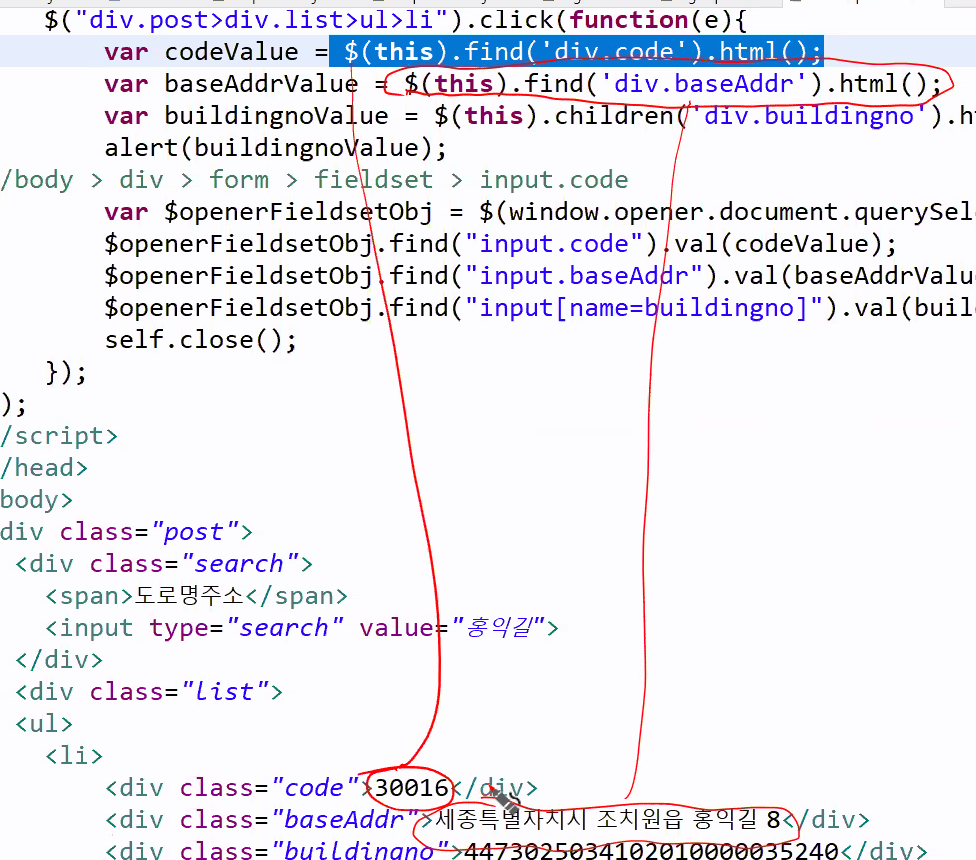 $("div.post>div.list>ul>li").click(function(e){
var codeValue = $(this).find('div.code').html();
var baseAddrValue = $(this).find('div.baseAddr').html();
var buildingnoValue = $(this).children('div.buildingno').h
alert(buildingnoValue);
/body > div > form > fieldset > input.code
var $openerFieldsetObj = $(window.opener.document.querySel
$openerFieldsetObj.find("input.code").val(codeValue);
$openerFieldsetObj.find("input.baseAddr").val(baseAddrValu
$openerFieldsetObj.find("input[name=buildingno]").val(buil
self.close();
});
);
/script>
/head>
body>
div class="post">
<div class="search">
<span>도로명주소</span>
<input type="search" value="홍익길">
</div>
<div class="list">
<ul>
<li>
<div class="code">30016</div>
<div class="baseAddr">세종특별자치시 조치원읍 홍익길 8</div>
<div class="buildingno">4473025034102010000035240</div>